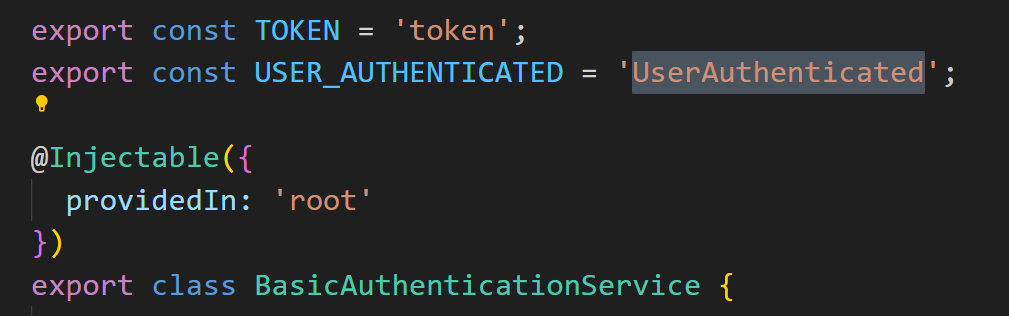 export const TOKEN = 'token';
export const USER_AUTHENTICATED = 'UserAuthenticated';
@Injectable({
  providedIn: 'root'
})
export class BasicAuthenticationService {